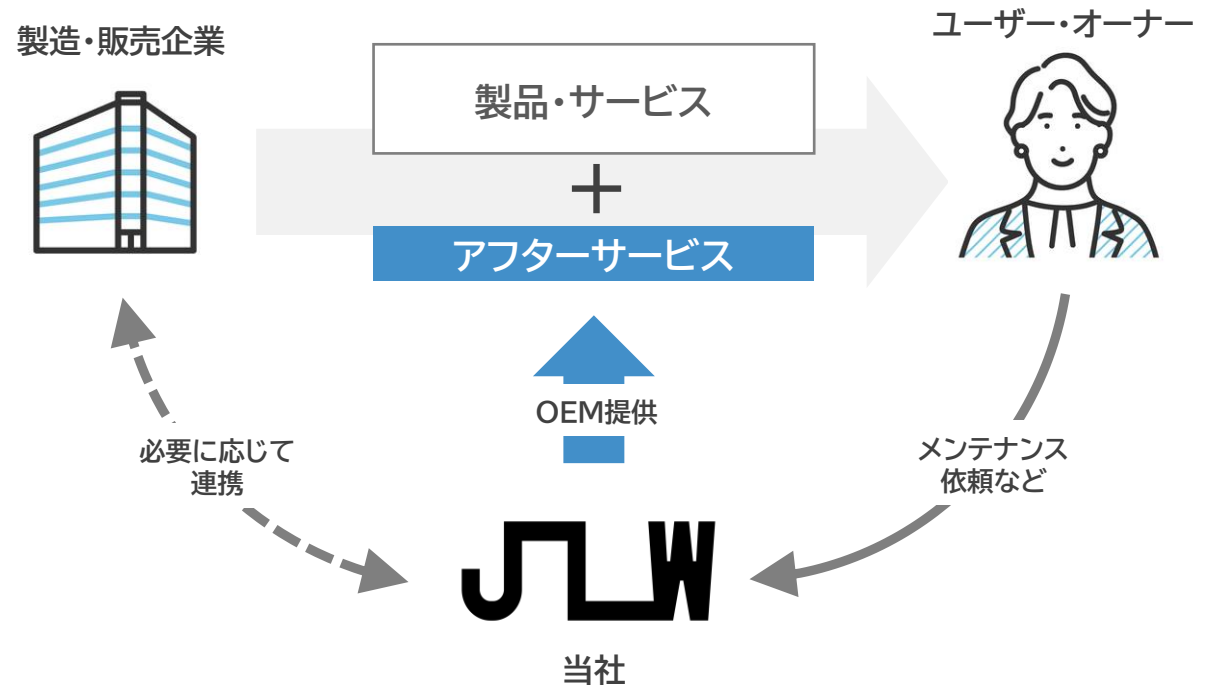 製造・販売企業
ユーザー・オーナー
製品・サービス
+
アフターサービス
OEM提供
必要に応じて
連携
メンテナンス
依頼など
JLW
当社